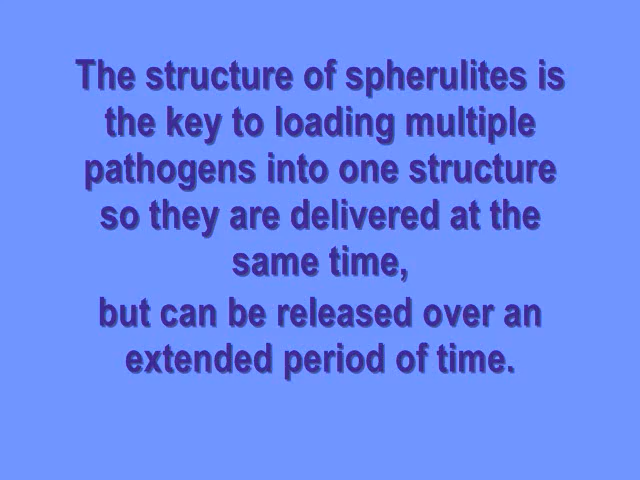 The structure of spherulites is
the key to loading multiple
pathogens into one structure
so they are delivered at the
same time,
but can be released over an
extended period of time.